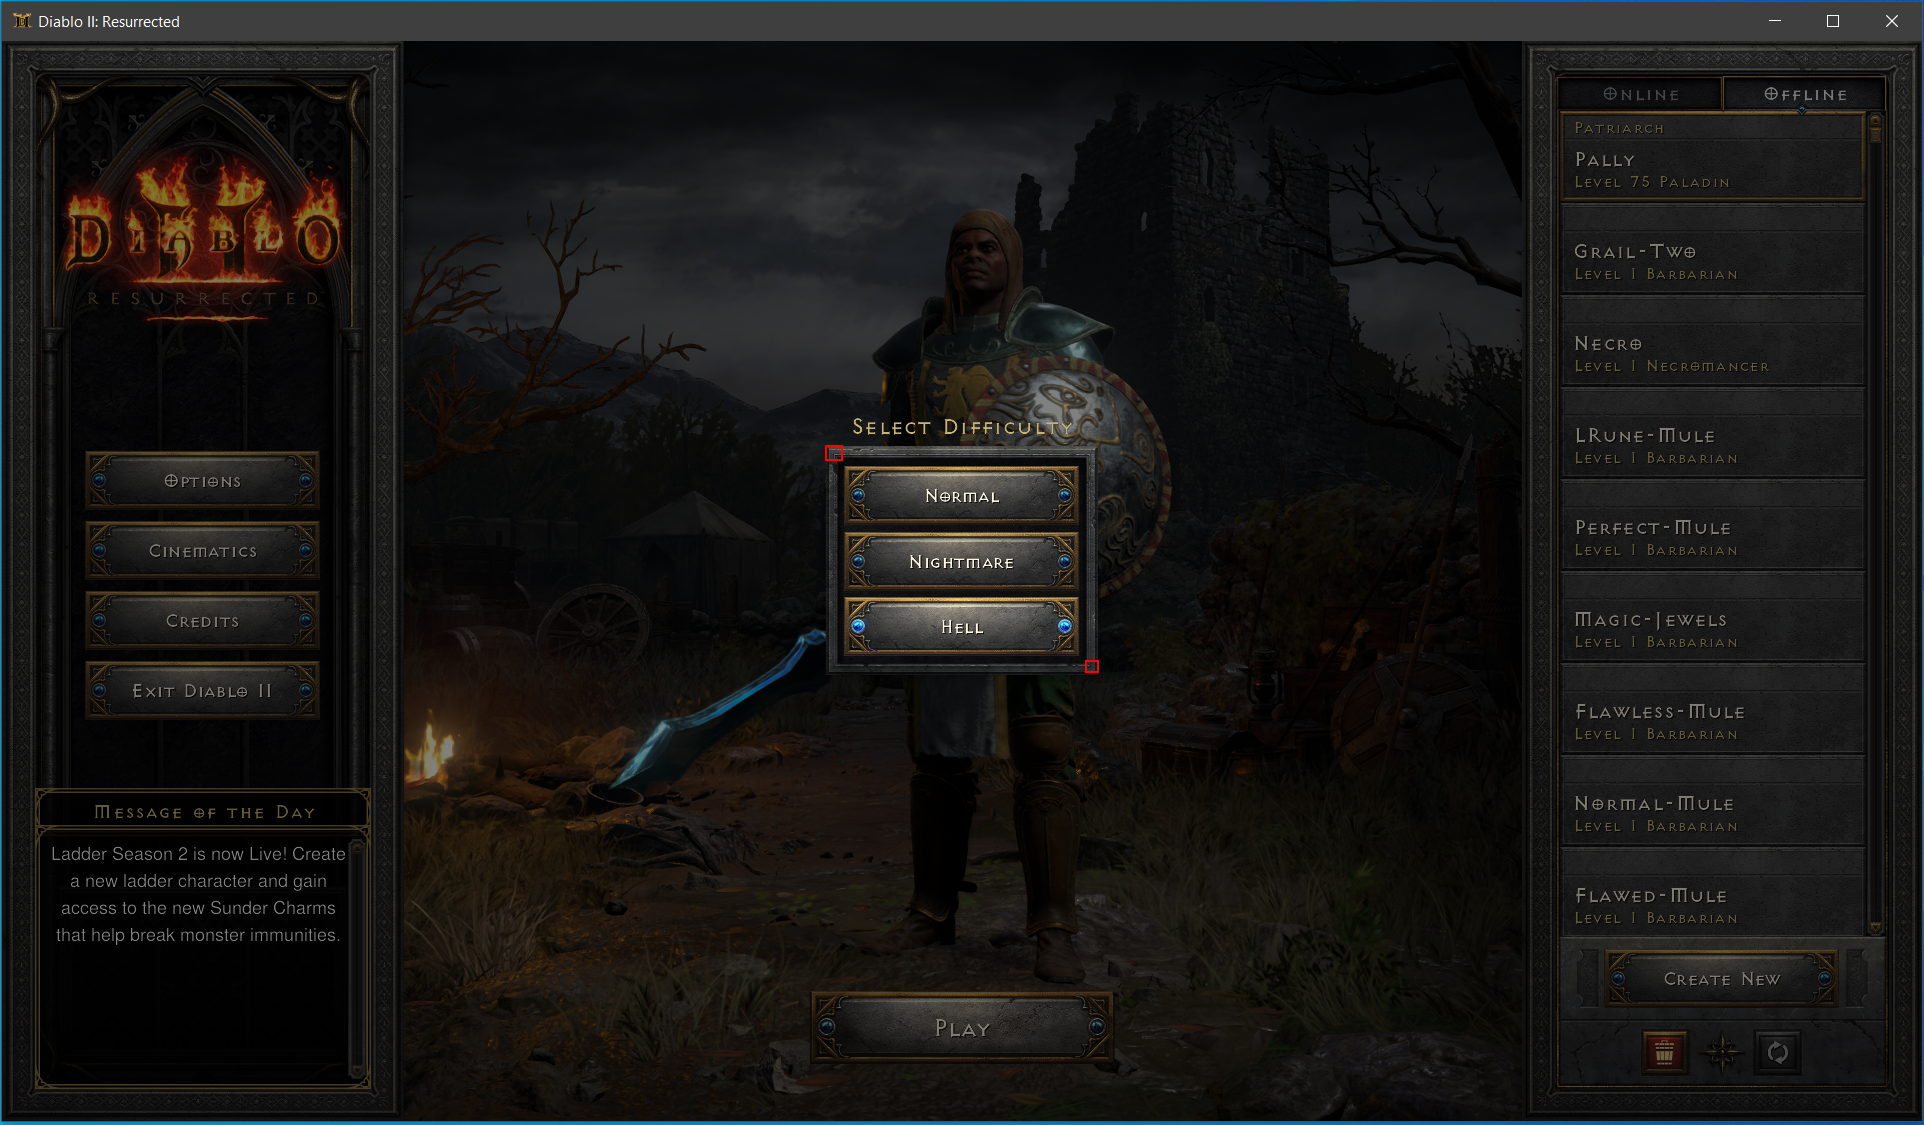 Diablo II: Resurrected
DIABLO
II
RESURRECTED
Options
Cinematics
Credits
Exit Diablo II
Message of the Day
Ladder Season 2 is now Live! Create
a new ladder character and gain
access to the new Sunder Charms
that help break monster immunities.
Select Difficulty
Normal
Nightmare
Hell
Play
Online
Offline
Patriarch
Pally
Level 75 Paladin
Grail-Two
Level 1 Barbarian
Necro
Level 1 Necromancer
LRune-Mule
Level 1 Barbarian
Perfect-Mule
Level 1 Barbarian
Magic-Jewels
Level 1 Barbarian
Flawless-Mule
Level 1 Barbarian
Normal-Mule
Level 1 Barbarian
Flawed-Mule
Level 1 Barbarian
Create New